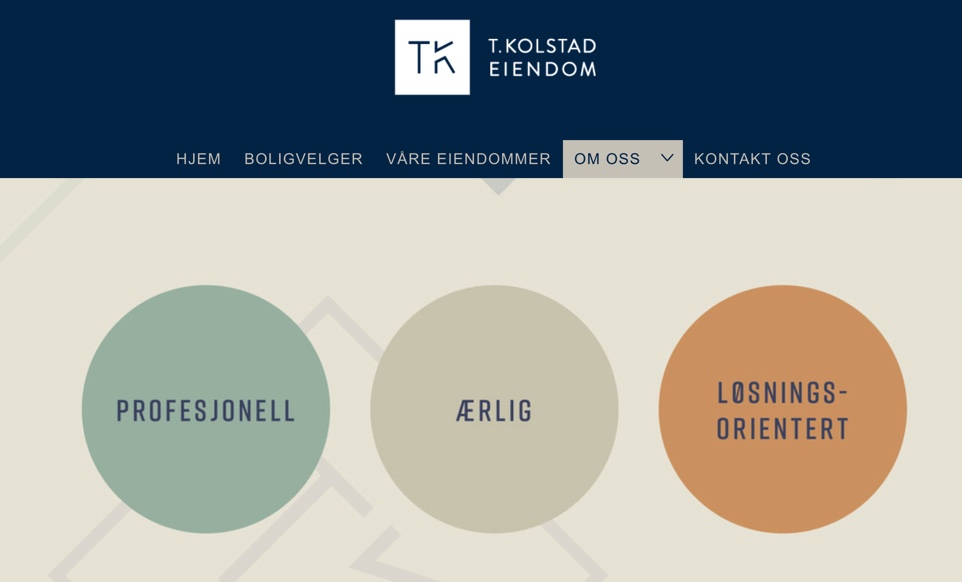 TK
T.KOLSTAD
EIENDOM
HJEM BOLIGVELGER VÅRE EIENDOMMER OM OSS KONTAKT OSS
PROFESJONELL
ÆRLIG
LØSNINGS-
ORIENTERT